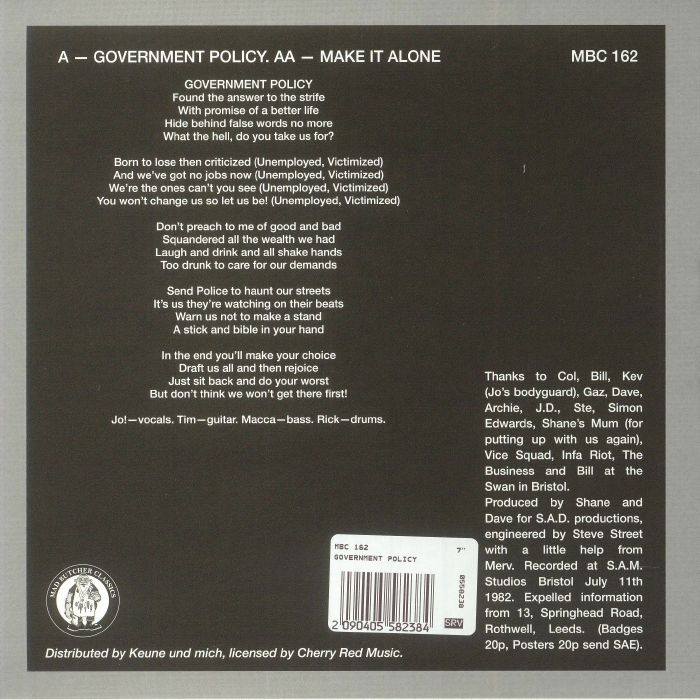 A — GOVERNMENT POLICY. AA — MAKE IT ALONE
MBC 162
GOVERNMENT POLICY
Found the answer to the strife
With promise of a better life
Hide behind false words no more
What the hell, do you take us for?
Born to lose then criticized (Unemployed, Victimized)
And we've got no jobs now (Unemployed, Victimized)
We're the ones can't you see (Unemployed, Victimized)
You won't change us so let us be! (Unemployed, Victimized)
Don't preach to me of good and bad
Squandered all the wealth we had
Laugh and drink and all shake hands
Too drunk to care for our demands
Send Police to haunt our streets
It's us they're watching on their beats
Warn us not to make a stand
A stick and bible in your hand
In the end you'll make your choice
Draft us all and then rejoice
Just sit back and do your worst
But don't think we won't get there first!
Jo!—vocals. Tim—guitar. Macca—bass. Rick—drums.
Thanks to Col, Bill, Kev
(Jo's bodyguard), Gaz, Dave,
Archie, J.D., Ste, Simon
Edwards, Shane's Mum (for
putting up with us again),
Vice Squad, Infa Riot, The
Business and Bill at the
Swan in Bristol.
Produced by Shane and
Dave for S.A.D. productions,
engineered by Steve Street
with a little help from
Merv. Recorded at S.A.M.
Studios Bristol July 11th
1982. Expelled information
from 13, Springhead Road,
Rothwell, Leeds. (Badges
20p, Posters 20p send SAE).
MBC 162 7"
GOVERNMENT POLICY
0558238
2 090405 582384
SRV
MAD BUTCHER CLASSICS
Distributed by Keune und mich, licensed by Cherry Red Music.